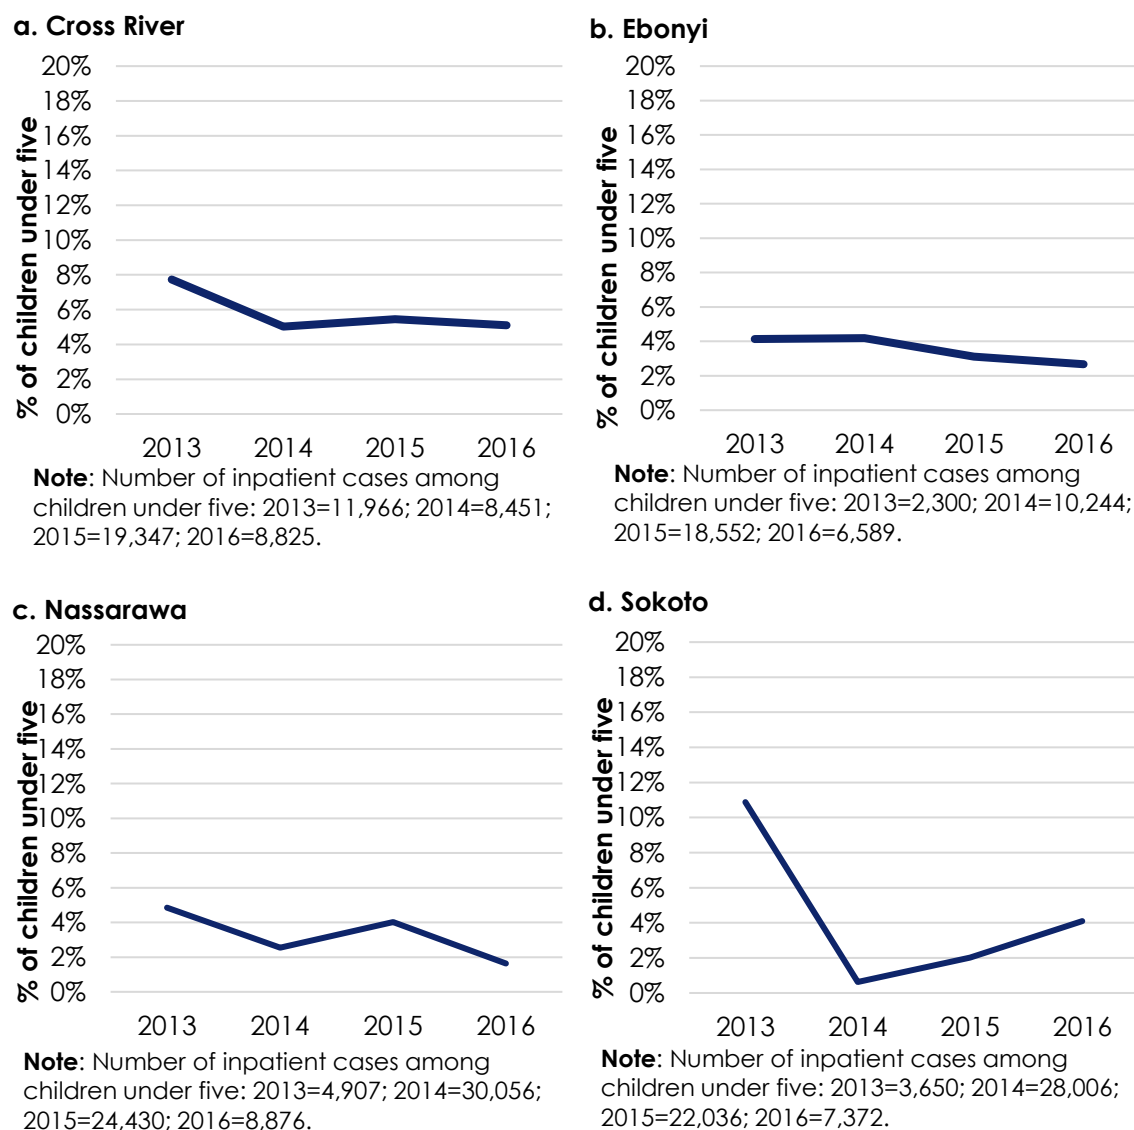 a. Cross River
20%
18%
16%
14%
12%
10%
8%
6%
4%
2%
0%
% of children under five
2013 2014 2015 2016
Note: Number of inpatient cases among
children under five: 2013=11,966; 2014=8,451;
2015=19,347; 2016=8,825.
b. Ebonyi
20%
18%
16%
14%
12%
10%
8%
6%
4%
2%
0%
% of children under five
2013 2014 2015 2016
Note: Number of inpatient cases among
children under five: 2013=2,300; 2014=10,244;
2015=18,552; 2016=6,589.
c. Nassarawa
20%
18%
16%
14%
12%
10%
8%
6%
4%
2%
0%
% of children under five
2013 2014 2015 2016
Note: Number of inpatient cases among
children under five: 2013=4,907; 2014=30,056;
2015=24,430; 2016=8,876.
d. Sokoto
20%
18%
16%
14%
12%
10%
8%
6%
4%
2%
0%
% of children under five
2013 2014 2015 2016
Note: Number of inpatient cases among
children under five: 2013=3,650; 2014=28,006;
2015=22,036; 2016=7,372.